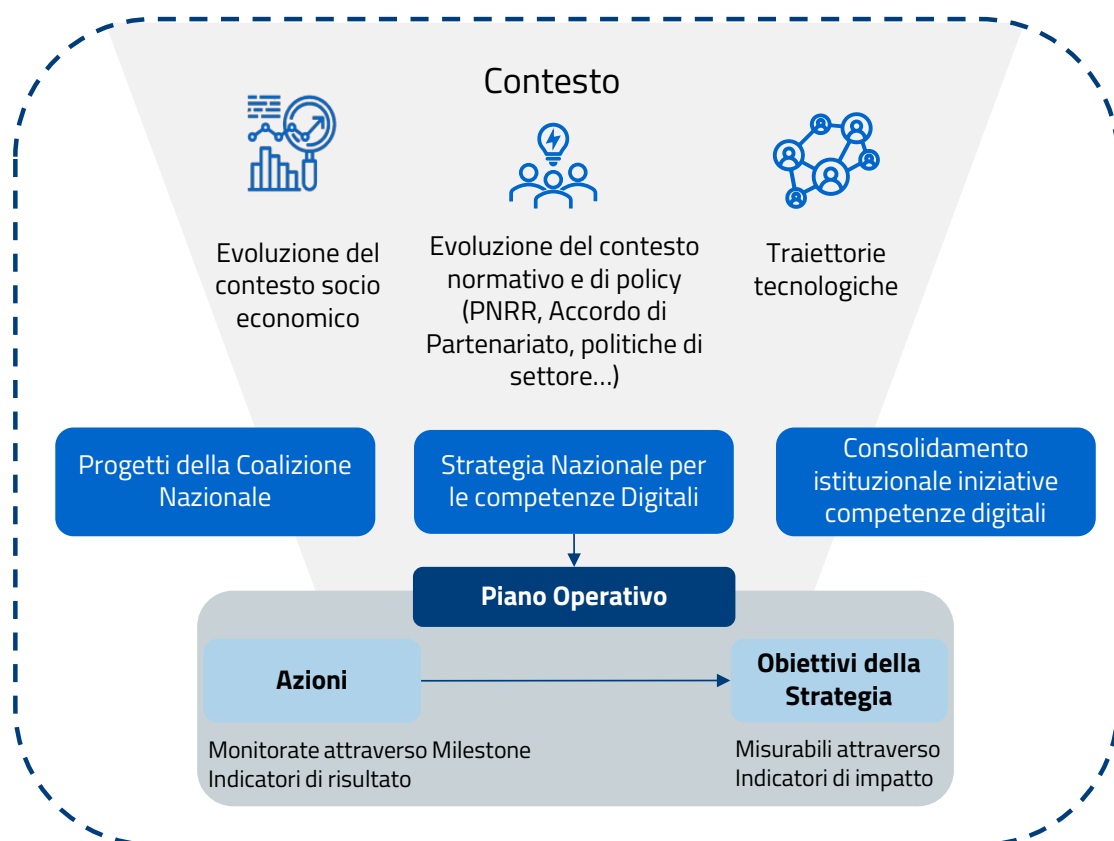 Contesto
Evoluzione del
contesto socio
economico
Evoluzione del contesto
normativo e di policy
(PNRR, Accordo di
Partenariato, politiche di
settore…)
Traiettorie
tecnologiche
Progetti della Coalizione
Nazionale
Strategia Nazionale per
le competenze Digitali
Consolidamento
istituzionale iniziative
competenze digitali
Piano Operativo
Azioni
Obiettivi della
Strategia
Monitorate attraverso Milestone
Indicatori di risultato
Misurabili attraverso
Indicatori di impatto